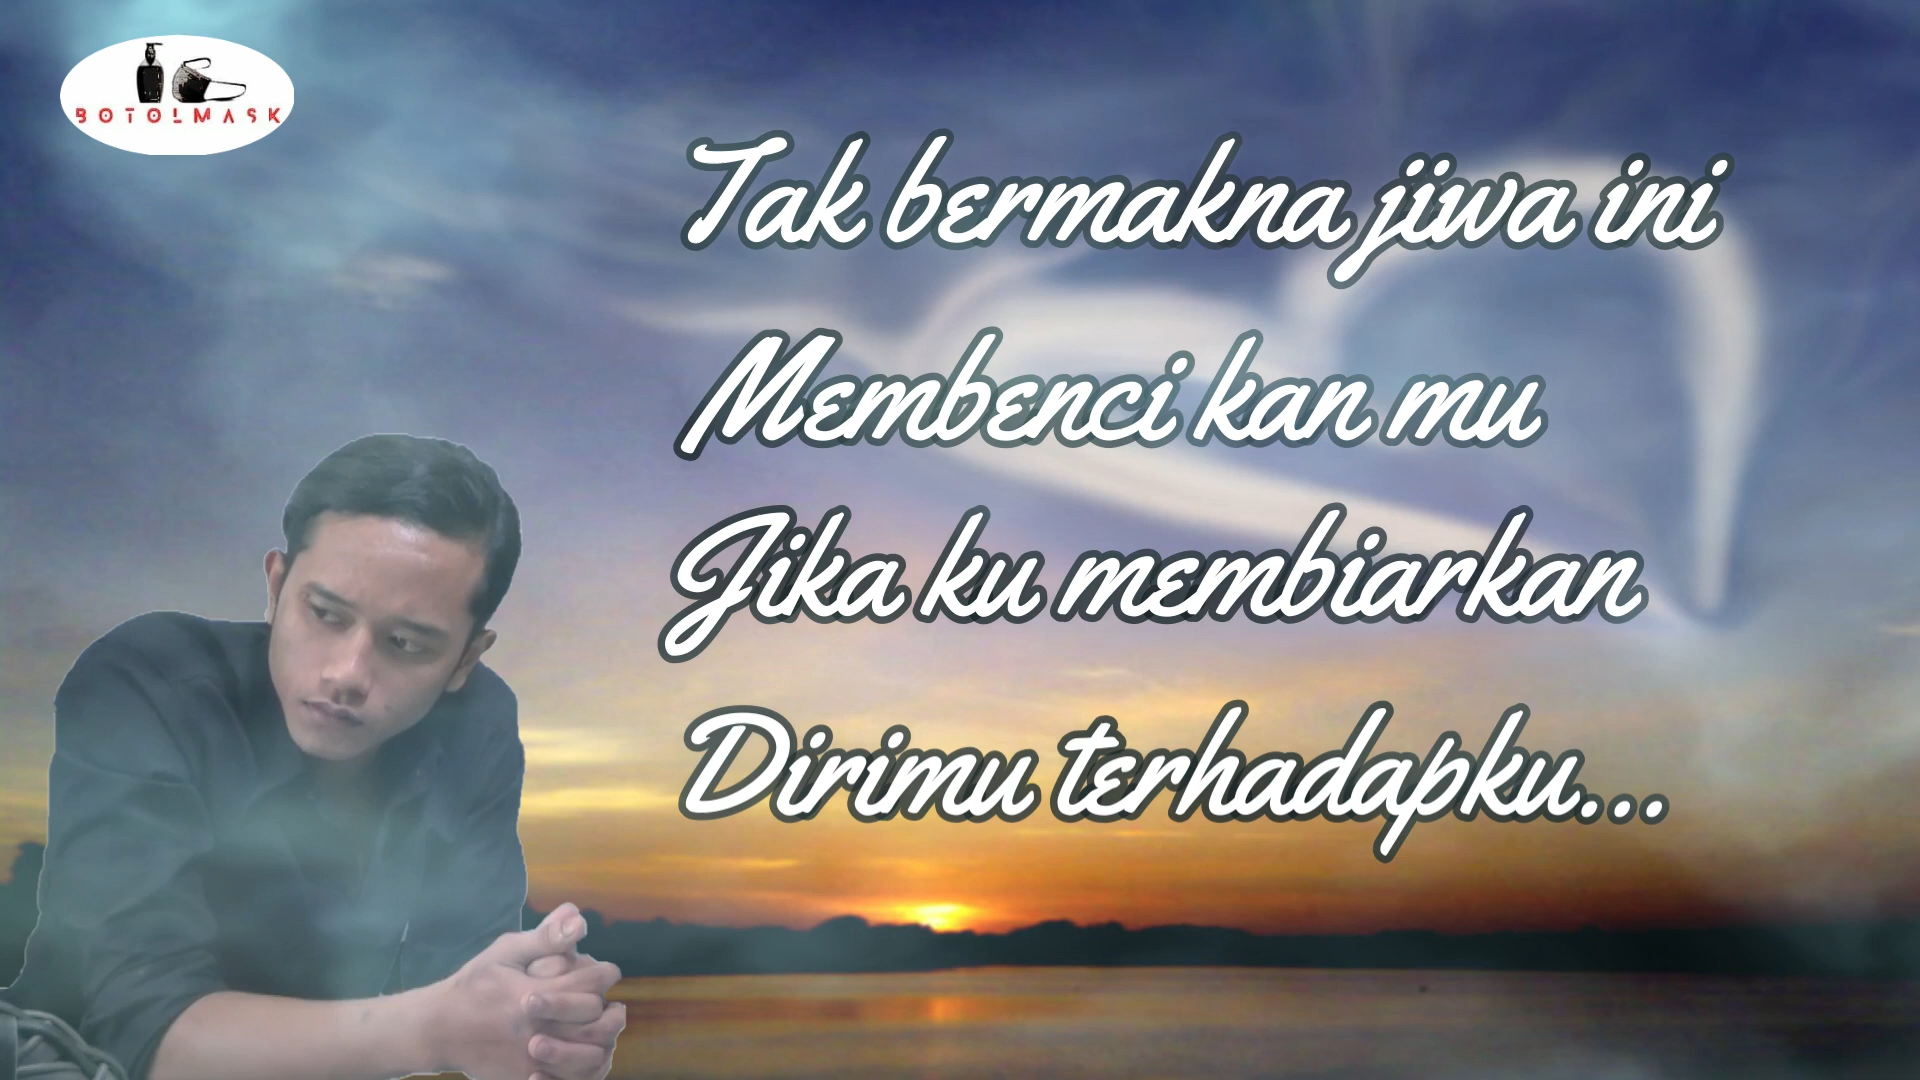 BOTOLMASK
Tak bermakna jiwa ini
Membenci kan mu
Jika ku membiarkan
Dirimu terhadapku...